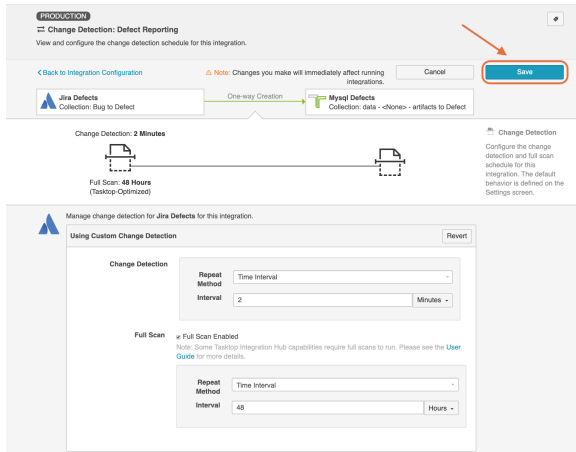 PRODUCTION
Change Detection: Defect Reporting
View and configure the change detection schedule for this integration.
Back to Integration Configuration
Note: Changes you make will immediately affect running
integrations.
Cancel
Save
Jira Defects
Collection: Bug to Defect
One-way Creation
Mysql Defects
Collection: data - <None> - artifacts to Defect
Change Detection: 2 Minutes
Full Scan: 48 Hours
(Tasktop-Optimized)
Change Detection
Configure the change
detection and full scan
schedule for this
integration. The default
behavior is defined on the
Settings screen.
Manage change detection for Jira Defects for this integration.
Using Custom Change Detection
Revert
Change Detection
Repeat
Method
Time Interval
Interval
2
Minutes
Full Scan
Full Scan Enabled
Note: Some Tasktop Integration Hub capabilities require full scans to run. Please see the User
Guide for more details.
Repeat
Method
Time Interval
Interval
48
Hours